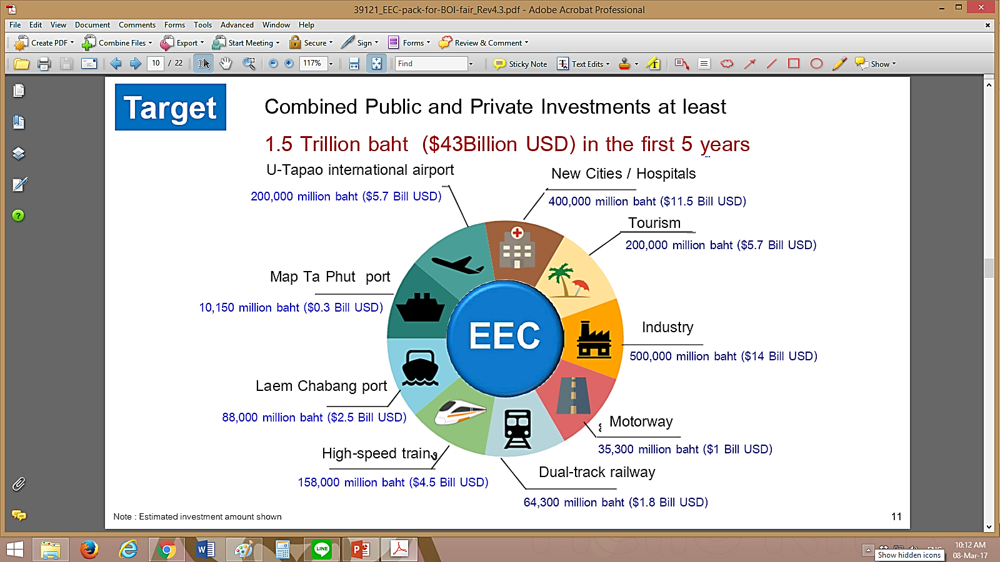 39121_EEC-pack-for-BOI-fair_Rev4.3.pdf - Adobe Acrobat Professional
File Edit View Document Comments Forms Tools Advanced Window Help
Create PDF Combine Files Export Start Meeting Secure Sign Forms Review & Comment
10 / 22 117% Find Sticky Note Text Edits Show
Target
Combined Public and Private Investments at least
1.5 Trillion baht ($43Billion USD) in the first 5 years
U-Tapao international airport
200,000 million baht ($5.7 Bill USD)
New Cities / Hospitals
400,000 million baht ($11.5 Bill USD)
Tourism
200,000 million baht ($5.7 Bill USD)
Map Ta Phut port
10,150 million baht ($0.3 Bill USD)
EEC
Industry
500,000 million baht ($14 Bill USD)
Laem Chabang port
88,000 million baht ($2.5 Bill USD)
Motorway
35,300 million baht ($1 Bill USD)
High-speed train
158,000 million baht ($4.5 Bill USD)
Dual-track railway
64,300 million baht ($1.8 Bill USD)
Note : Estimated investment amount shown
11
LINE
10:12 AM
Show hidden icons
08-Mar-17